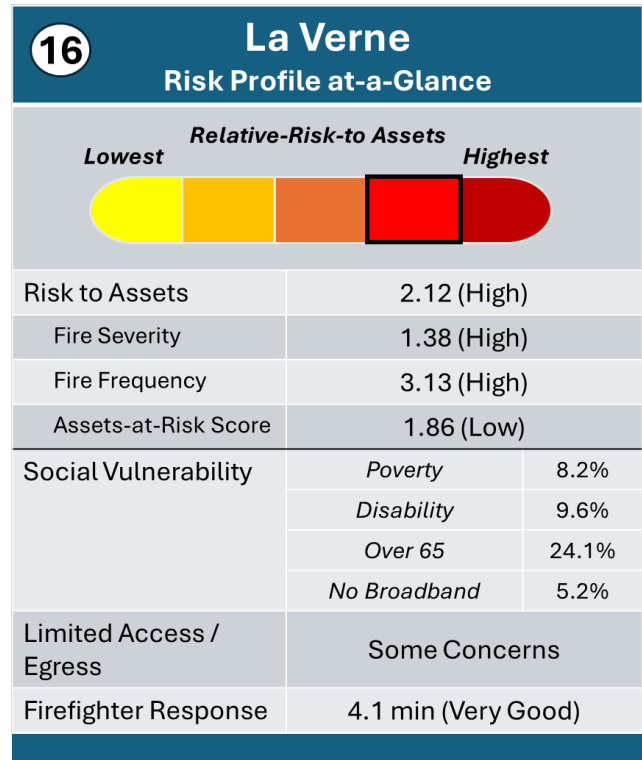 16
La Verne
Risk Profile at-a-Glance
Relative-Risk-to Assets
Lowest
Highest
Risk to Assets 2.12 (High)
Fire Severity 1.38 (High)
Fire Frequency 3.13 (High)
Assets-at-Risk Score 1.86 (Low)
Social Vulnerability Poverty 8.2%
Disability 9.6%
Over 65 24.1%
No Broadband 5.2%
Limited Access /
Egress
Some Concerns
Firefighter Response 4.1 min (Very Good)